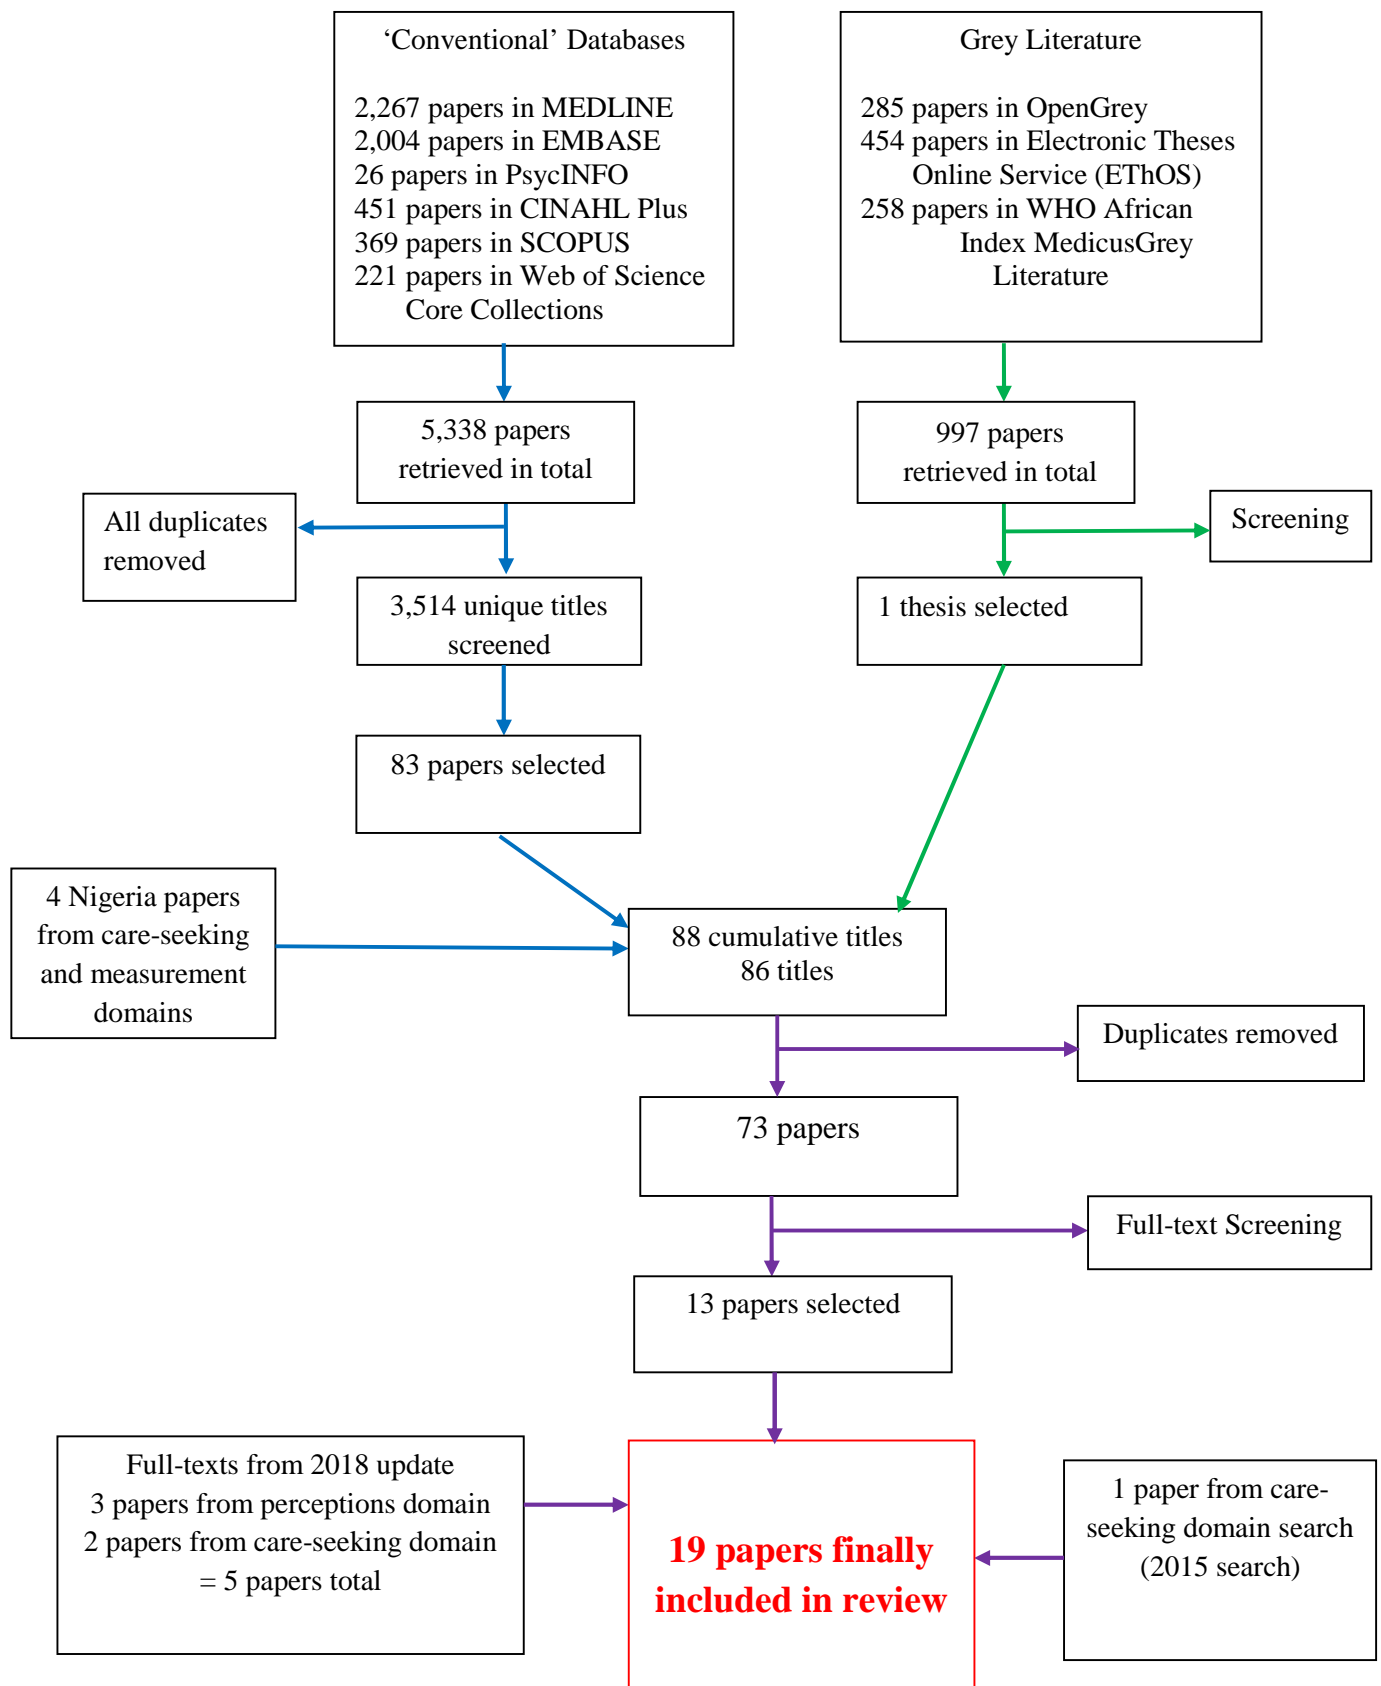 ‘Conventional’ Databases
2,267 papers in MEDLINE
2,004 papers in EMBASE
26 papers in PsycINFO
451 papers in CINAHL Plus
369 papers in SCOPUS
221 papers in Web of Science
Core Collections
Grey Literature
285 papers in OpenGrey
454 papers in Electronic Theses
Online Service (EThOS)
258 papers in WHO African
Index MedicusGrey
Literature
5,338 papers
retrieved in total
997 papers
retrieved in total
All duplicates
removed
Screening
3,514 unique titles
screened
1 thesis selected
83 papers selected
4 Nigeria papers
from care-seeking
and measurement
domains
88 cumulative titles
86 titles
Duplicates removed
73 papers
Full-text Screening
13 papers selected
Full-texts from 2018 update
3 papers from perceptions domain
2 papers from care-seeking domain
= 5 papers total
19 papers finally
included in review
1 paper from care-
seeking domain search
(2015 search)